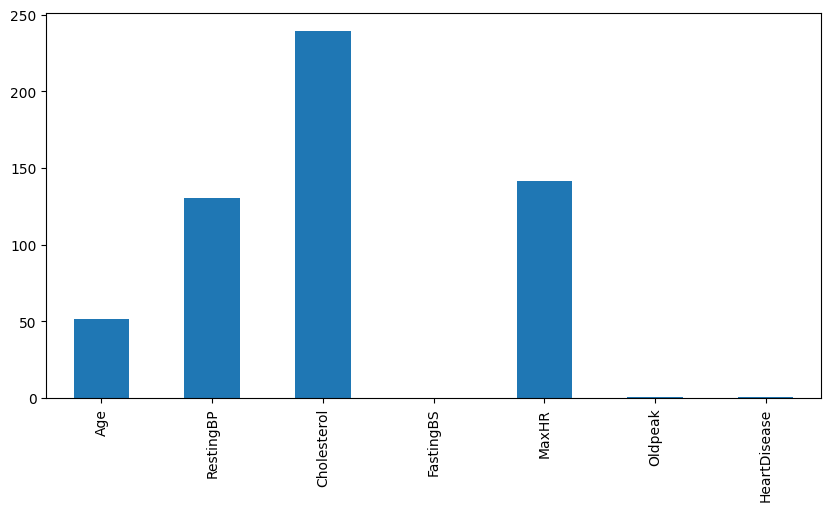 250
200
150
100
50
0
Age
RestingBP
Cholesterol
FastingBS
MaxHR
Oldpeak
HeartDisease